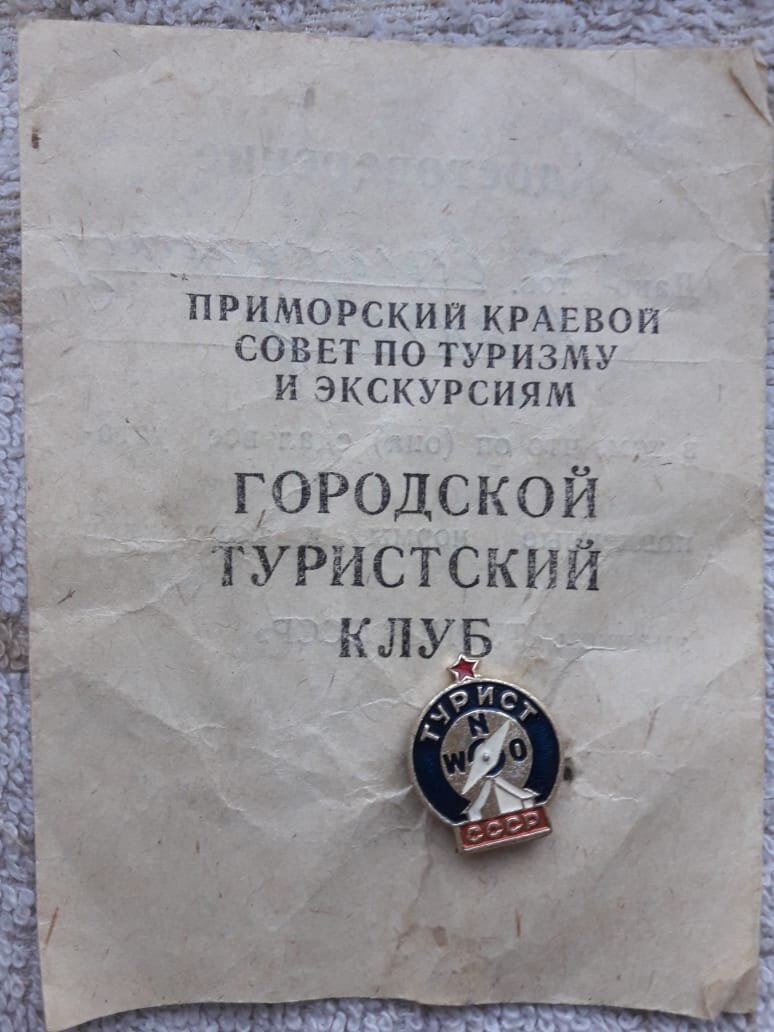 ПРИМОРСКИЙ КРАЕВОЙ
СОВЕТ ПО ТУРИЗМУ
И ЭКСКУРСИЯМ
ГОРОДСКОЙ
ТУРИСТСКИЙ
КЛУБ
ТУРИСТ
N
W O
СССР